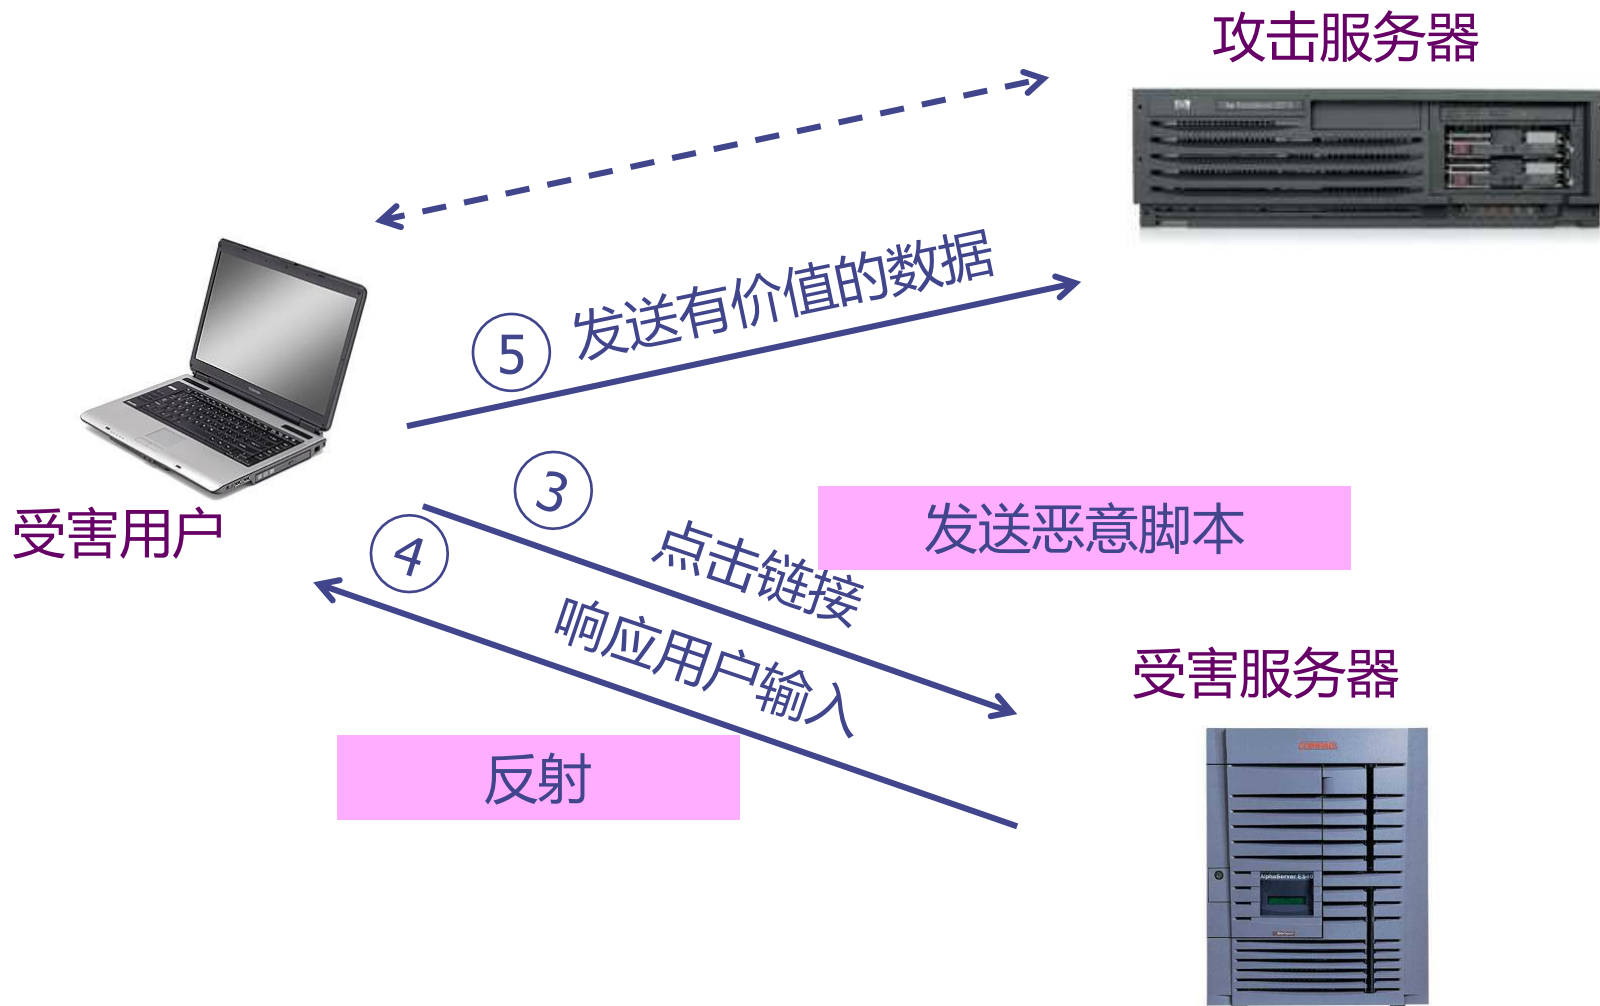 攻击服务器
⑤ 发送有价值的数据
③ 点击链接
发送恶意脚本
受害用户
④ 响应用户输入
反射
受害服务器
AlphaServer ES40